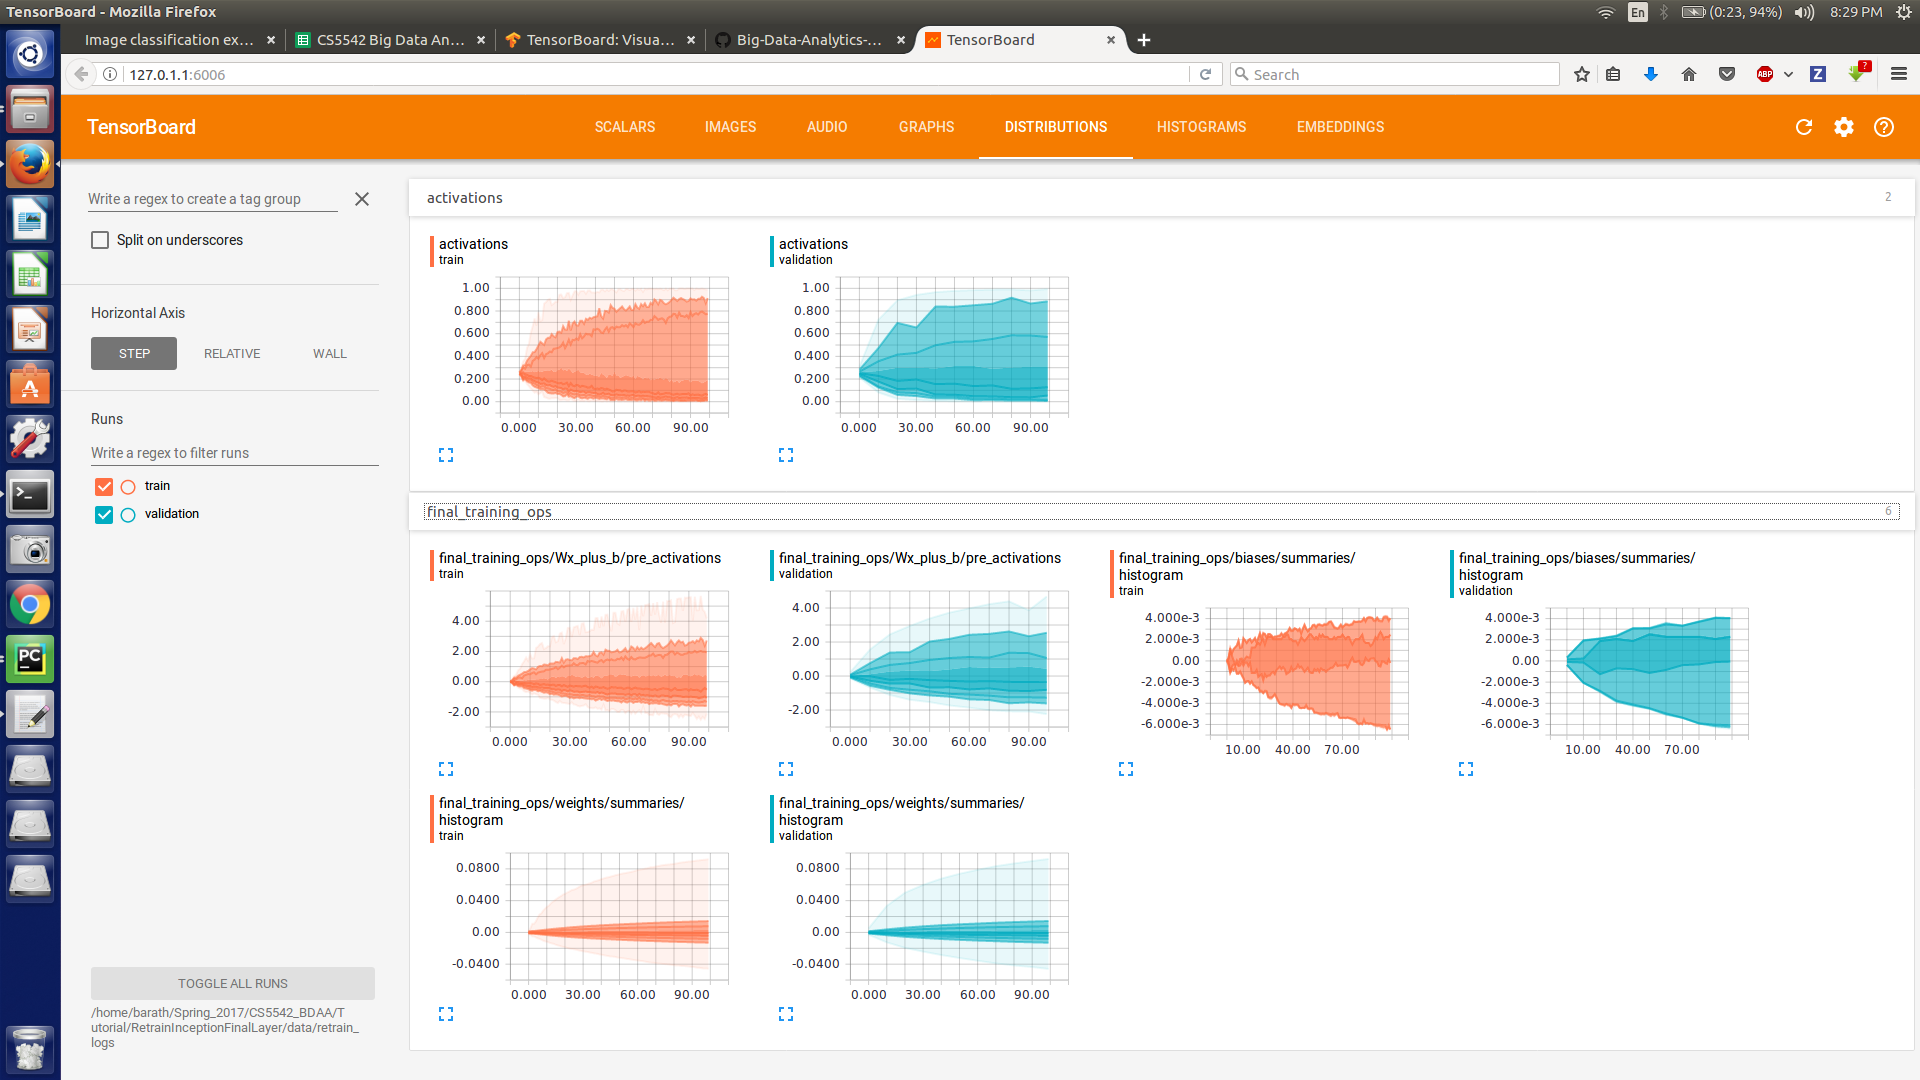 TensorBoard - Mozilla Firefox
En
(0:23, 94%)
8:29 PM
Image classification ex...
CS5542 Big Data An...
TensorBoard: Visua...
Big-Data-Analytics-...
TensorBoard
127.0.1.1:6006
Search
ABP
Z
?
TensorBoard
SCALARS
IMAGES
AUDIO
GRAPHS
DISTRIBUTIONS
HISTOGRAMS
EMBEDDINGS
Write a regex to create a tag group
Split on underscores
Horizontal Axis
STEP
RELATIVE
WALL
Runs
Write a regex to filter runs
train
validation
TOGGLE ALL RUNS
/home/barath/Spring_2017/CS5542_BDAA/T
utorial/RetrainInceptionFinalLayer/data/retrain_
logs
activations
2
activations
train
1.00
0.800
0.600
0.400
0.200
0.00
0.000 30.00 60.00 90.00
activations
validation
1.00
0.800
0.600
0.400
0.200
0.00
0.000 30.00 60.00 90.00
final_training_ops
6
final_training_ops/Wx_plus_b/pre_activations
train
4.00
2.00
0.00
-2.00
0.000 30.00 60.00 90.00
final_training_ops/Wx_plus_b/pre_activations
validation
4.00
2.00
0.00
-2.00
0.000 30.00 60.00 90.00
final_training_ops/biases/summaries/
histogram
train
4.000e-3
2.000e-3
0.00
-2.000e-3
-4.000e-3
-6.000e-3
10.00 40.00 70.00
final_training_ops/biases/summaries/
histogram
validation
4.000e-3
2.000e-3
0.00
-2.000e-3
-4.000e-3
-6.000e-3
10.00 40.00 70.00
final_training_ops/weights/summaries/
histogram
train
0.0800
0.0400
0.00
-0.0400
0.000 30.00 60.00 90.00
final_training_ops/weights/summaries/
histogram
validation
0.0800
0.0400
0.00
-0.0400
0.000 30.00 60.00 90.00
PC